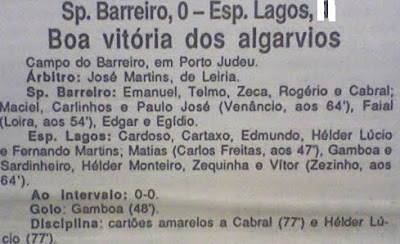 Sp. Barreiro, 0 – Esp. Lagos, 1
Boa vitória dos algarvios
Campo do Barreiro, em Porto Judeu.
Árbitro: José Martins, de Leiria.
Sp. Barreiro: Emanuel, Telmo, Zeca, Rogério e Cabral;
Maciel, Carlinhos e Paulo José (Venâncio, aos 64'), Faial
(Loira, aos 54'), Edgar e Egídio.
Esp. Lagos: Cardoso, Cartaxo, Edmundo, Hélder Lúcio
e Fernando Martins; Matias (Carlos Freitas, aos 47'), Gamboa e
Sardinheiro, Hélder Monteiro, Zequinha e Vítor (Zezinho, aos
64').
Ao Intervalo: 0-0.
Golo: Gamboa (48').
Disciplina: cartões amarelos a Cabral (77') e Hélder Lú-
cio (77').